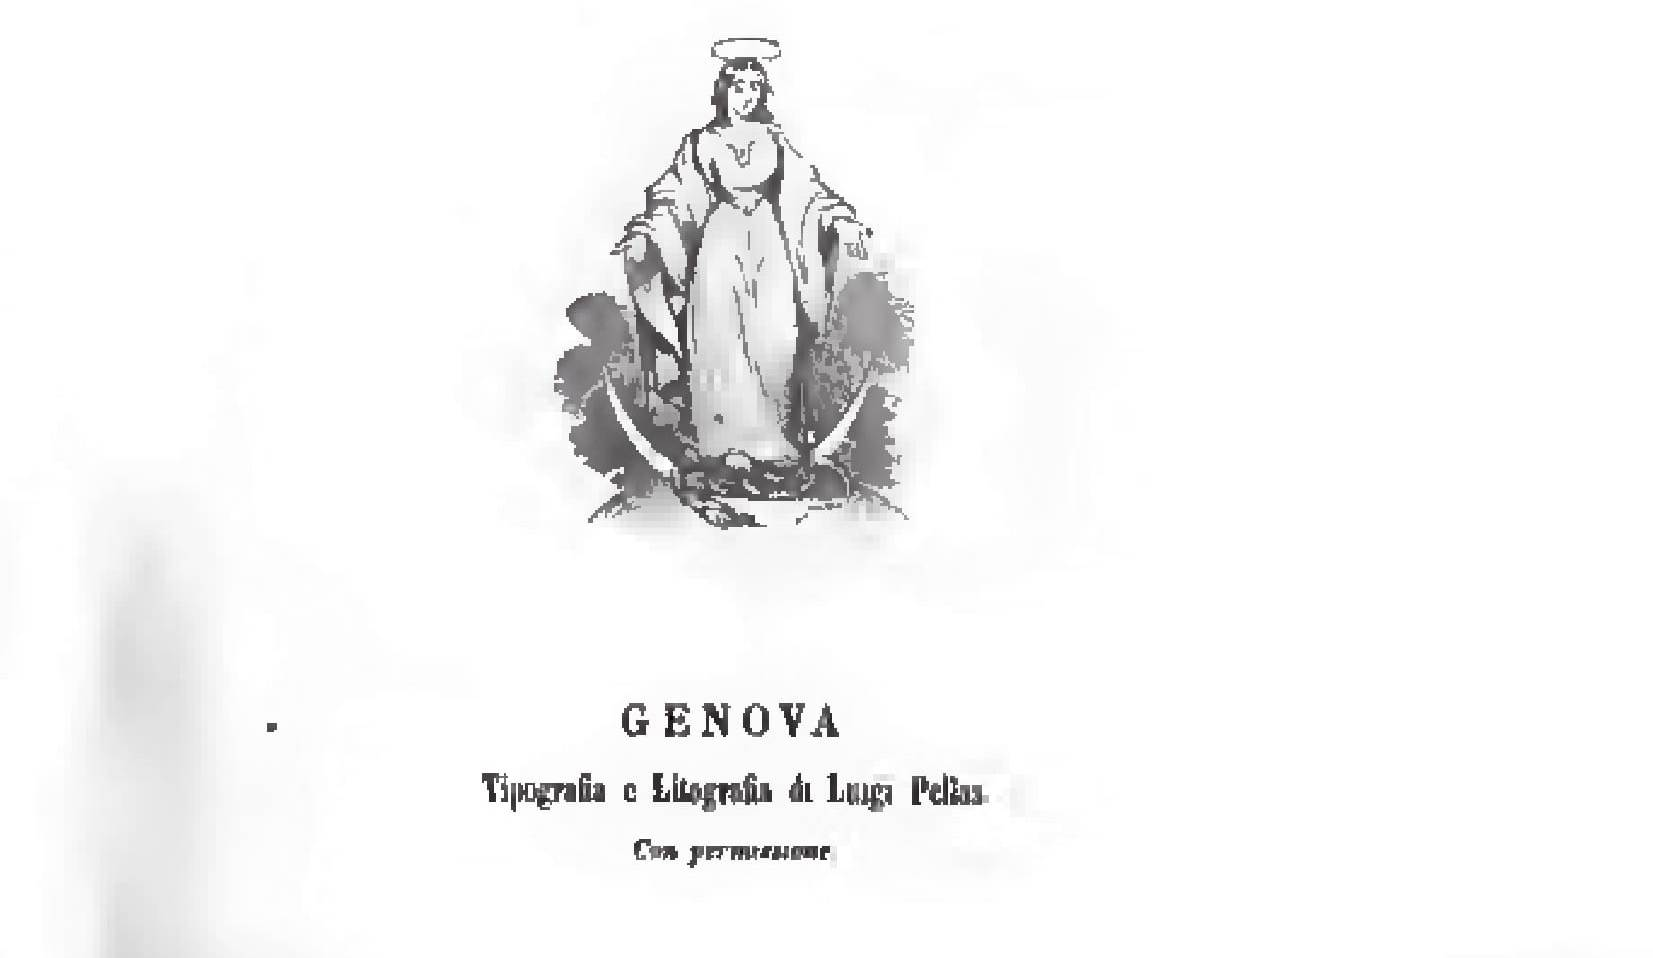 GENOVA
Tipografia e Litografia di Luigi Pellas
Con permissione